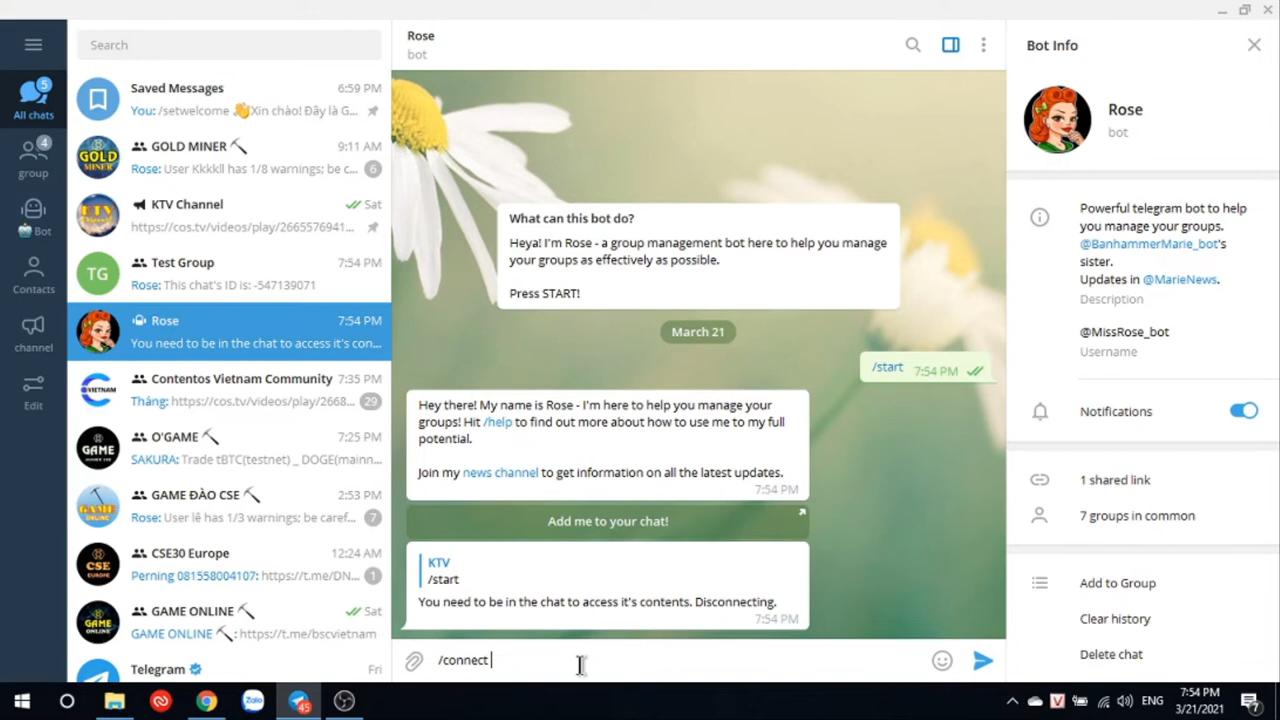 Search
All chats
5
group
4
Bot
Contacts
channel
Edit
Saved Messages
6:59 PM
You: /setwelcome 👋Xin chào! Đây là G...
GOLD MINER ⛏
9:11 AM
Rose: User Kkkkll has 1/8 warnings; be c...
6
KTV Channel
Sat
https://cos.tv/videos/play/2665576941...
TG
Test Group
7:54 PM
Rose: This chat's ID is: -547139071
Rose
7:54 PM
You need to be in the chat to access it's con...
Contentos Vietnam Community
7:35 PM
Tháng: https://cos.tv/videos/play/2668...
29
O'GAME ⛏
7:25 PM
SAKURA: Trade tBTC(testnet) _ DOGE(mainn...
GAME ĐÀO CSE ⛏
2:53 PM
Rose: User lê has 1/3 warnings; be caref...
7
CSE30 Europe
12:24 AM
Perning 081558004107: https://t.me/DN...
1
GAME ONLINE ⛏
Sat
GAME ONLINE ⛏: https://t.me/bscvietnam
Telegram
Fri
Rose
bot
What can this bot do?
Heya! I'm Rose - a group management bot here to help you manage
your groups as effectively as possible.
Press START!
March 21
/start
7:54 PM
Hey there! My name is Rose - I'm here to help you manage your
groups! Hit /help to find out more about how to use me to my full
potential.
Join my news channel to get information on all the latest updates.
7:54 PM
Add me to your chat!
KTV
/start
You need to be in the chat to access it's contents. Disconnecting.
7:54 PM
/connect
Bot Info
Rose
bot
Powerful telegram bot to help
you manage your groups.
@BanhammerMarie_bot's
sister.
Updates in @MarieNews.
Description
@MissRose_bot
Username
Notifications
1 shared link
7 groups in common
Add to Group
Clear history
Delete chat
Zalo
45
V
ENG
7:54 PM
3/21/2021
7